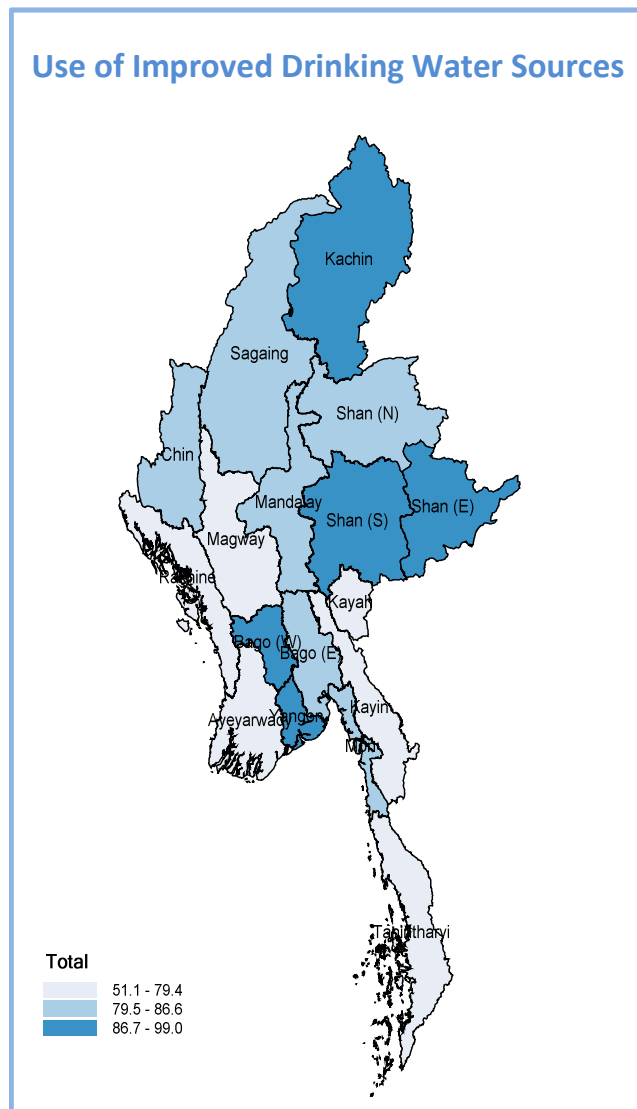 Use of Improved Drinking Water Sources
Kachin
Sagaing
Shan (N)
Chin
Mandalay
Shan (E)
Shan (S)
Magway
Rakhine
Kayah
Bago (W)
Bago (E)
Kayin
Yangon
Ayeyarwady
Mon
Tanintharyi
Total
51.1 - 79.4
79.5 - 86.6
86.7 - 99.0